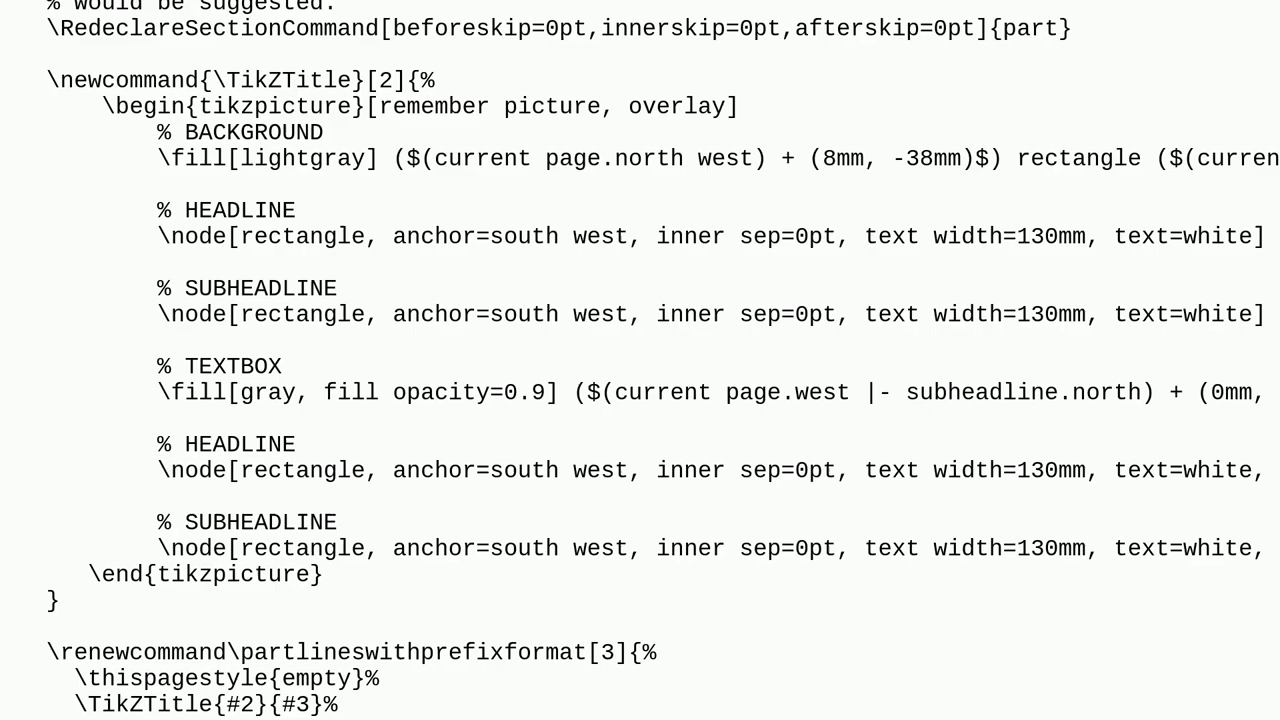 % would be suggested.
\RedeclareSectionCommand[beforeskip=0pt,innerskip=0pt,afterskip=0pt]{part}
\newcommand{\TikZTitle}[2]{%
\begin{tikzpicture}[remember picture, overlay]
% BACKGROUND
\fill[lightgray] ($(current page.north west) + (8mm, -38mm)$) rectangle ($(curren
% HEADLINE
\node[rectangle, anchor=south west, inner sep=0pt, text width=130mm, text=white]
% SUBHEADLINE
\node[rectangle, anchor=south west, inner sep=0pt, text width=130mm, text=white]
% TEXTBOX
\fill[gray, fill opacity=0.9] ($(current page.west |- subheadline.north) + (0mm,
% HEADLINE
\node[rectangle, anchor=south west, inner sep=0pt, text width=130mm, text=white,
% SUBHEADLINE
\node[rectangle, anchor=south west, inner sep=0pt, text width=130mm, text=white,
\end{tikzpicture}
}
\renewcommand\partlineswithprefixformat[3]{%
\thispagestyle{empty}%
\TikZTitle{#2}{#3}%